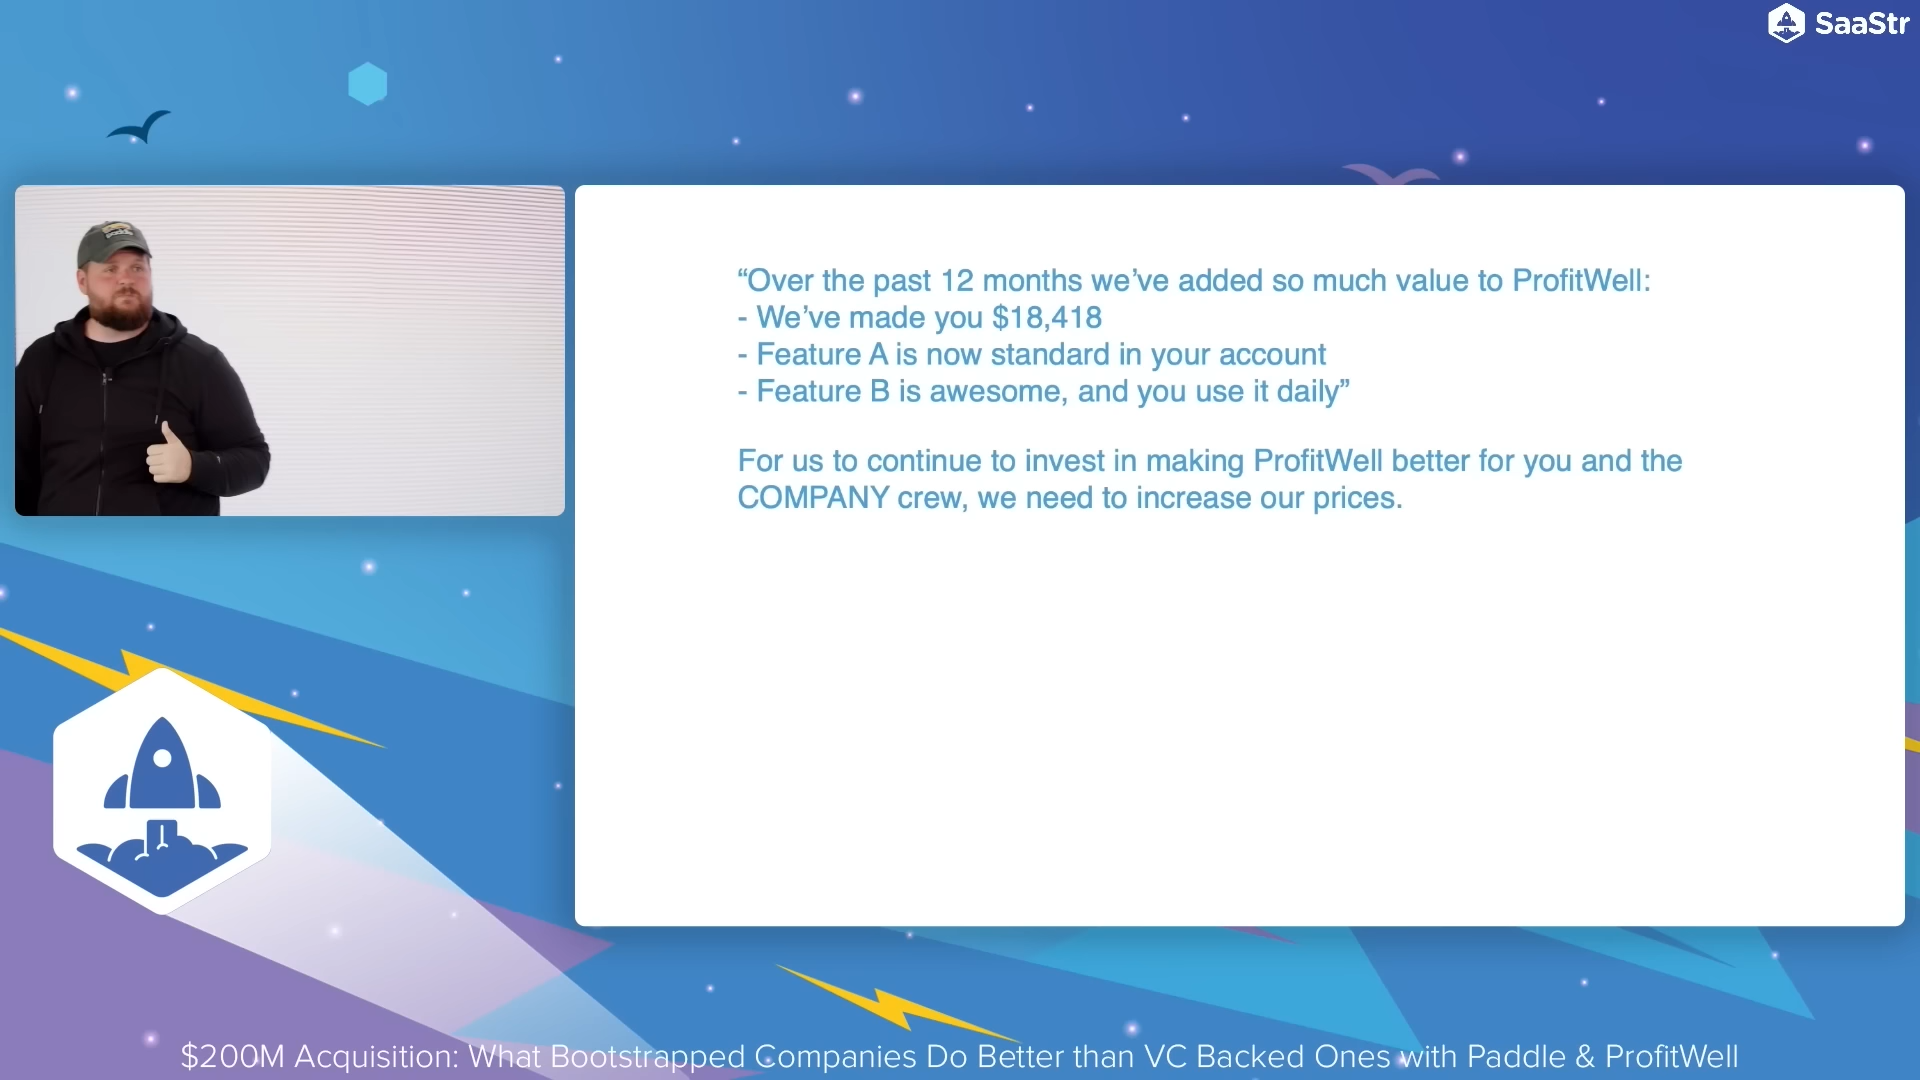 SaaStr
“Over the past 12 months we’ve added so much value to ProfitWell:
- We’ve made you $18,418
- Feature A is now standard in your account
- Feature B is awesome, and you use it daily”
For us to continue to invest in making ProfitWell better for you and the
COMPANY crew, we need to increase our prices.
$200M Acquisition: What Bootstrapped Companies Do Better than VC Backed Ones with Paddle & ProfitWell